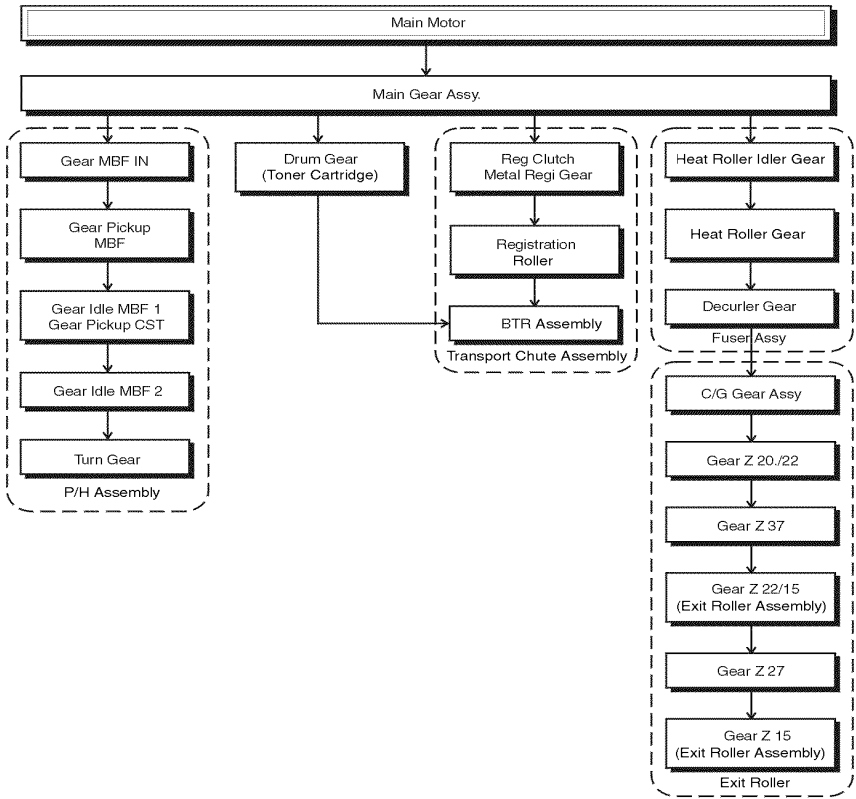 Main Motor
Main Gear Assy.
Gear MBF IN
Gear Pickup
MBF
Gear Idle MBF 1
Gear Pickup CST
Gear Idle MBF 2
Turn Gear
P/H Assembly
Drum Gear
(Toner Cartridge)
Reg Clutch
Metal Regi Gear
Registration
Roller
BTR Assembly
Transport Chute Assembly
Heat Roller Idler Gear
Heat Roller Gear
Decurler Gear
Fuser Assy
C/G Gear Assy
Gear Z 20./22
Gear Z 37
Gear Z 22/15
(Exit Roller Assembly)
Gear Z 27
Gear Z 15
(Exit Roller Assembly)
Exit Roller